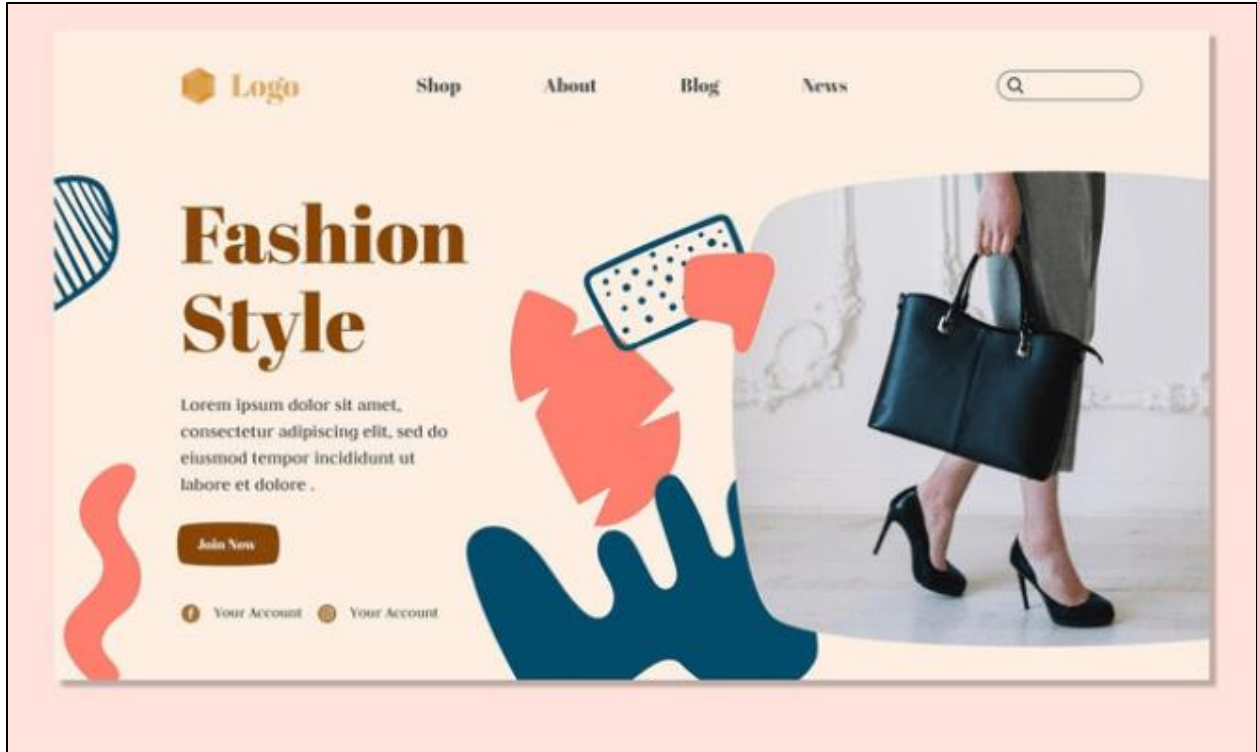 Logo
Shop
About
Blog
News
Fashion
Style
Lorem ipsum dolor sit amet,
consectetur adipiscing elit, sed do
eiusmod tempor incididunt ut
labore et dolore .
Join Now
Your Account
Your Account